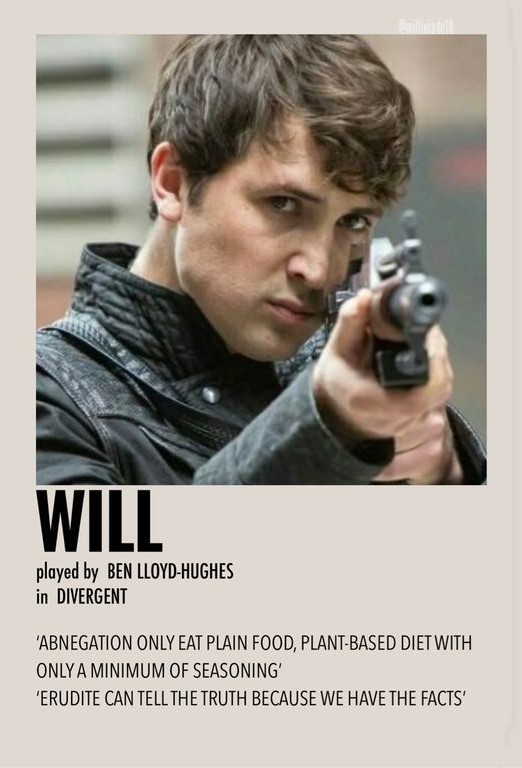 WILL
played by BEN LLOYD-HUGHES
in DIVERGENT
‘ABNEGATION ONLY EAT PLAIN FOOD, PLANT-BASED DIET WITH
ONLY A MINIMUM OF SEASONING’
‘ERUDITE CAN TELL THE TRUTH BECAUSE WE HAVE THE FACTS’